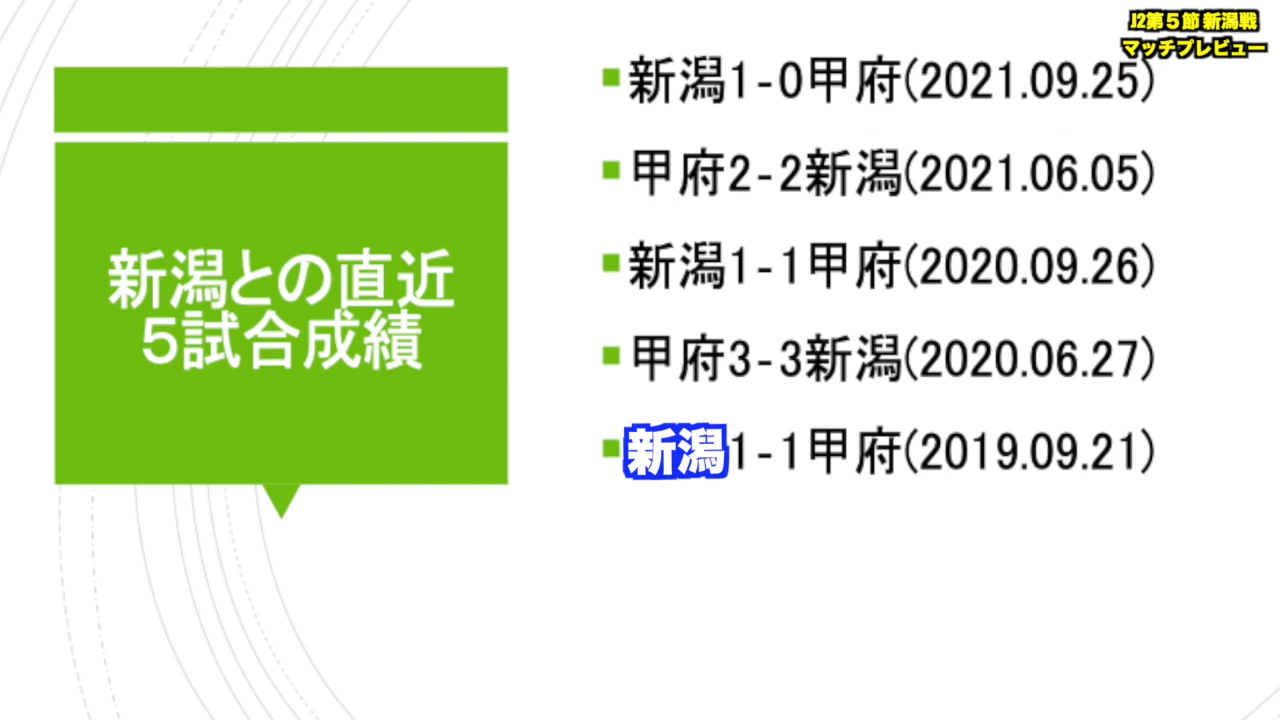 J2第５節 新潟戦
マッチプレビュー
新潟との直近
5試合成績
新潟1-0甲府(2021.09.25)
甲府2-2新潟(2021.06.05)
新潟1-1甲府(2020.09.26)
甲府3-3新潟(2020.06.27)
新潟1-1甲府(2019.09.21)